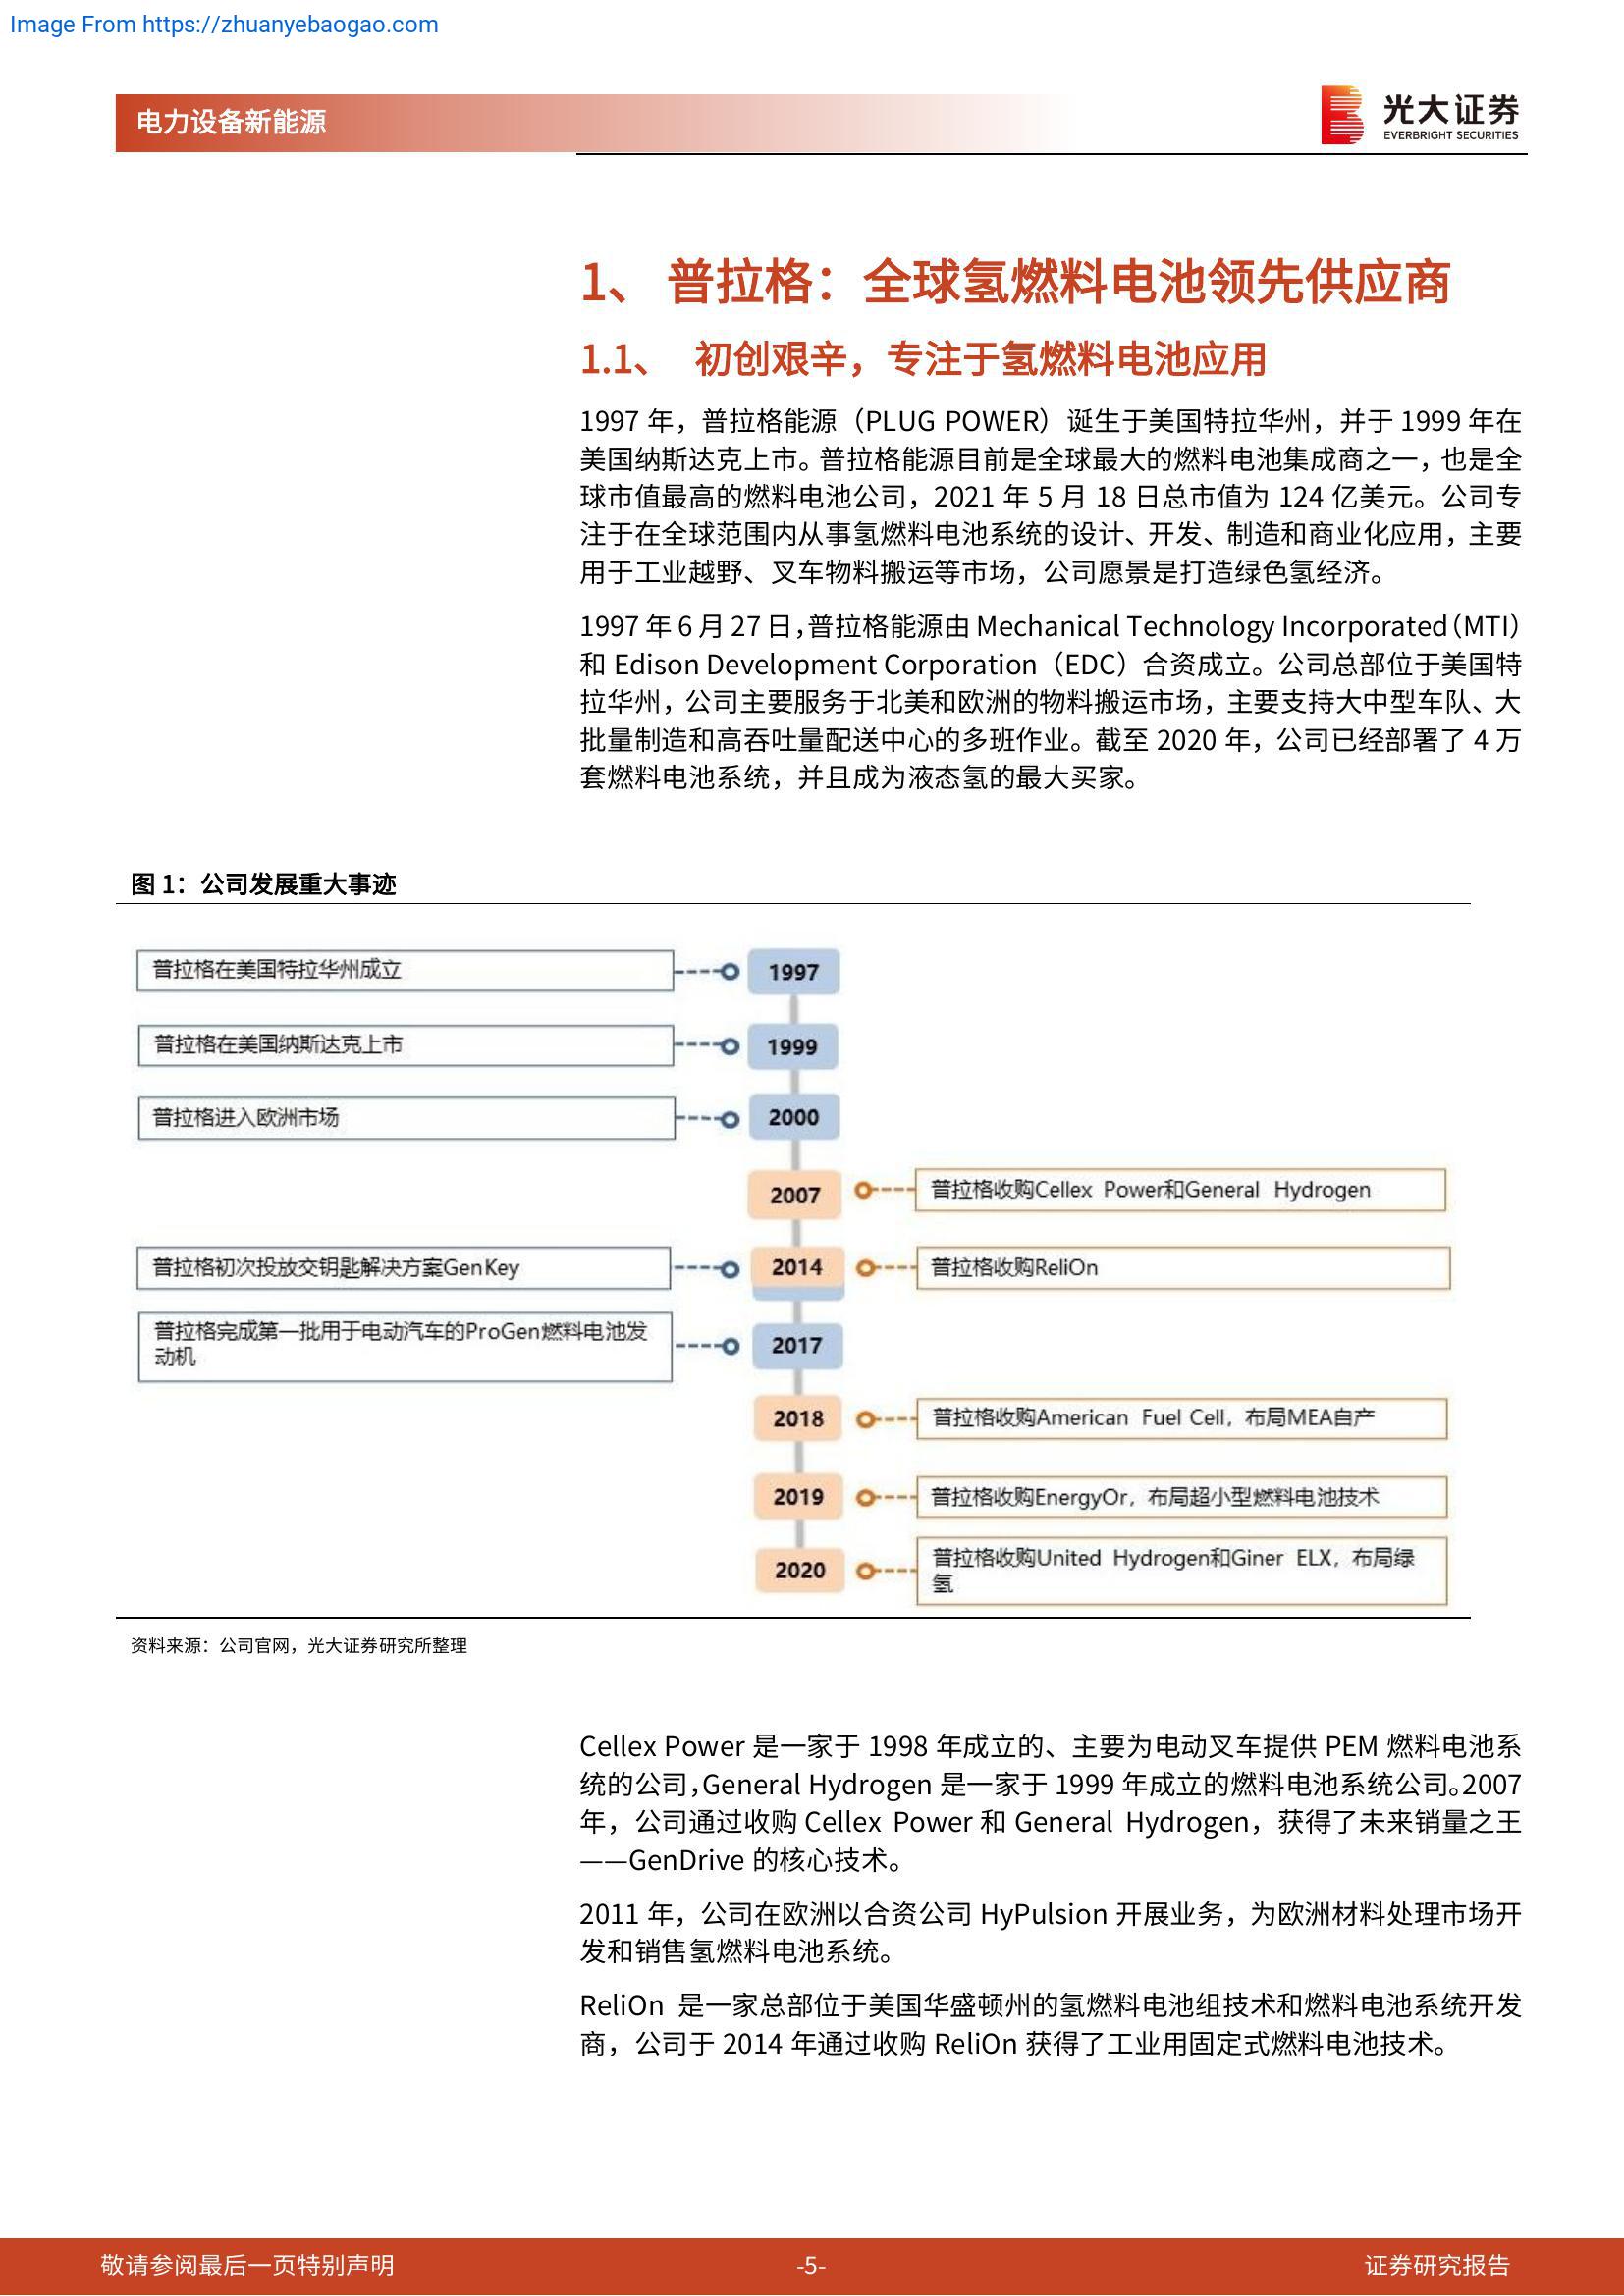 Image From https://zhuanyebaogao.com
电力设备新能源
光大证券
EVERBRIGHT SECURITIES
1、 普拉格：全球氢燃料电池领先供应商
1.1、 初创艰辛，专注于氢燃料电池应用
1997 年，普拉格能源（PLUG POWER）诞生于美国特拉华州，并于 1999 年在
美国纳斯达克上市。普拉格能源目前是全球最大的燃料电池集成商之一，也是全
球市值最高的燃料电池公司，2021 年 5 月 18 日总市值为 124 亿美元。公司专
注于在全球范围内从事氢燃料电池系统的设计、开发、制造和商业化应用，主要
用于工业越野、叉车物料搬运等市场，公司愿景是打造绿色氢经济。
1997 年 6 月 27 日，普拉格能源由 Mechanical Technology Incorporated（MTI）
和 Edison Development Corporation（EDC）合资成立。公司总部位于美国特
拉华州，公司主要服务于北美和欧洲的物料搬运市场，主要支持大中型车队、大
批量制造和高吞吐量配送中心的多班作业。截至 2020 年，公司已经部署了 4 万
套燃料电池系统，并且成为液态氢的最大买家。
图 1：公司发展重大事迹
普拉格在美国特拉华州成立
1997
普拉格在美国纳斯达克上市
1999
普拉格进入欧洲市场
2000
2007
普拉格收购Cellex Power和General Hydrogen
普拉格初次投放交钥匙解决方案GenKey
2014
普拉格收购ReliOn
普拉格完成第一批用于电动汽车的ProGen燃料电池发
动机
2017
2018
普拉格收购American Fuel Cell，布局MEA自产
2019
普拉格收购EnergyOr，布局超小型燃料电池技术
2020
普拉格收购United Hydrogen和Giner ELX，布局绿
氢
资料来源：公司官网，光大证券研究所整理
Cellex Power 是一家于 1998 年成立的、主要为电动叉车提供 PEM 燃料电池系
统的公司，General Hydrogen 是一家于 1999 年成立的燃料电池系统公司。2007
年，公司通过收购 Cellex Power 和 General Hydrogen，获得了未来销量之王
——GenDrive 的核心技术。
2011 年，公司在欧洲以合资公司 HyPulsion 开展业务，为欧洲材料处理市场开
发和销售氢燃料电池系统。
ReliOn 是一家总部位于美国华盛顿州的氢燃料电池组技术和燃料电池系统开发
商，公司于 2014 年通过收购 ReliOn 获得了工业用固定式燃料电池技术。
敬请参阅最后一页特别声明
-5-
证券研究报告